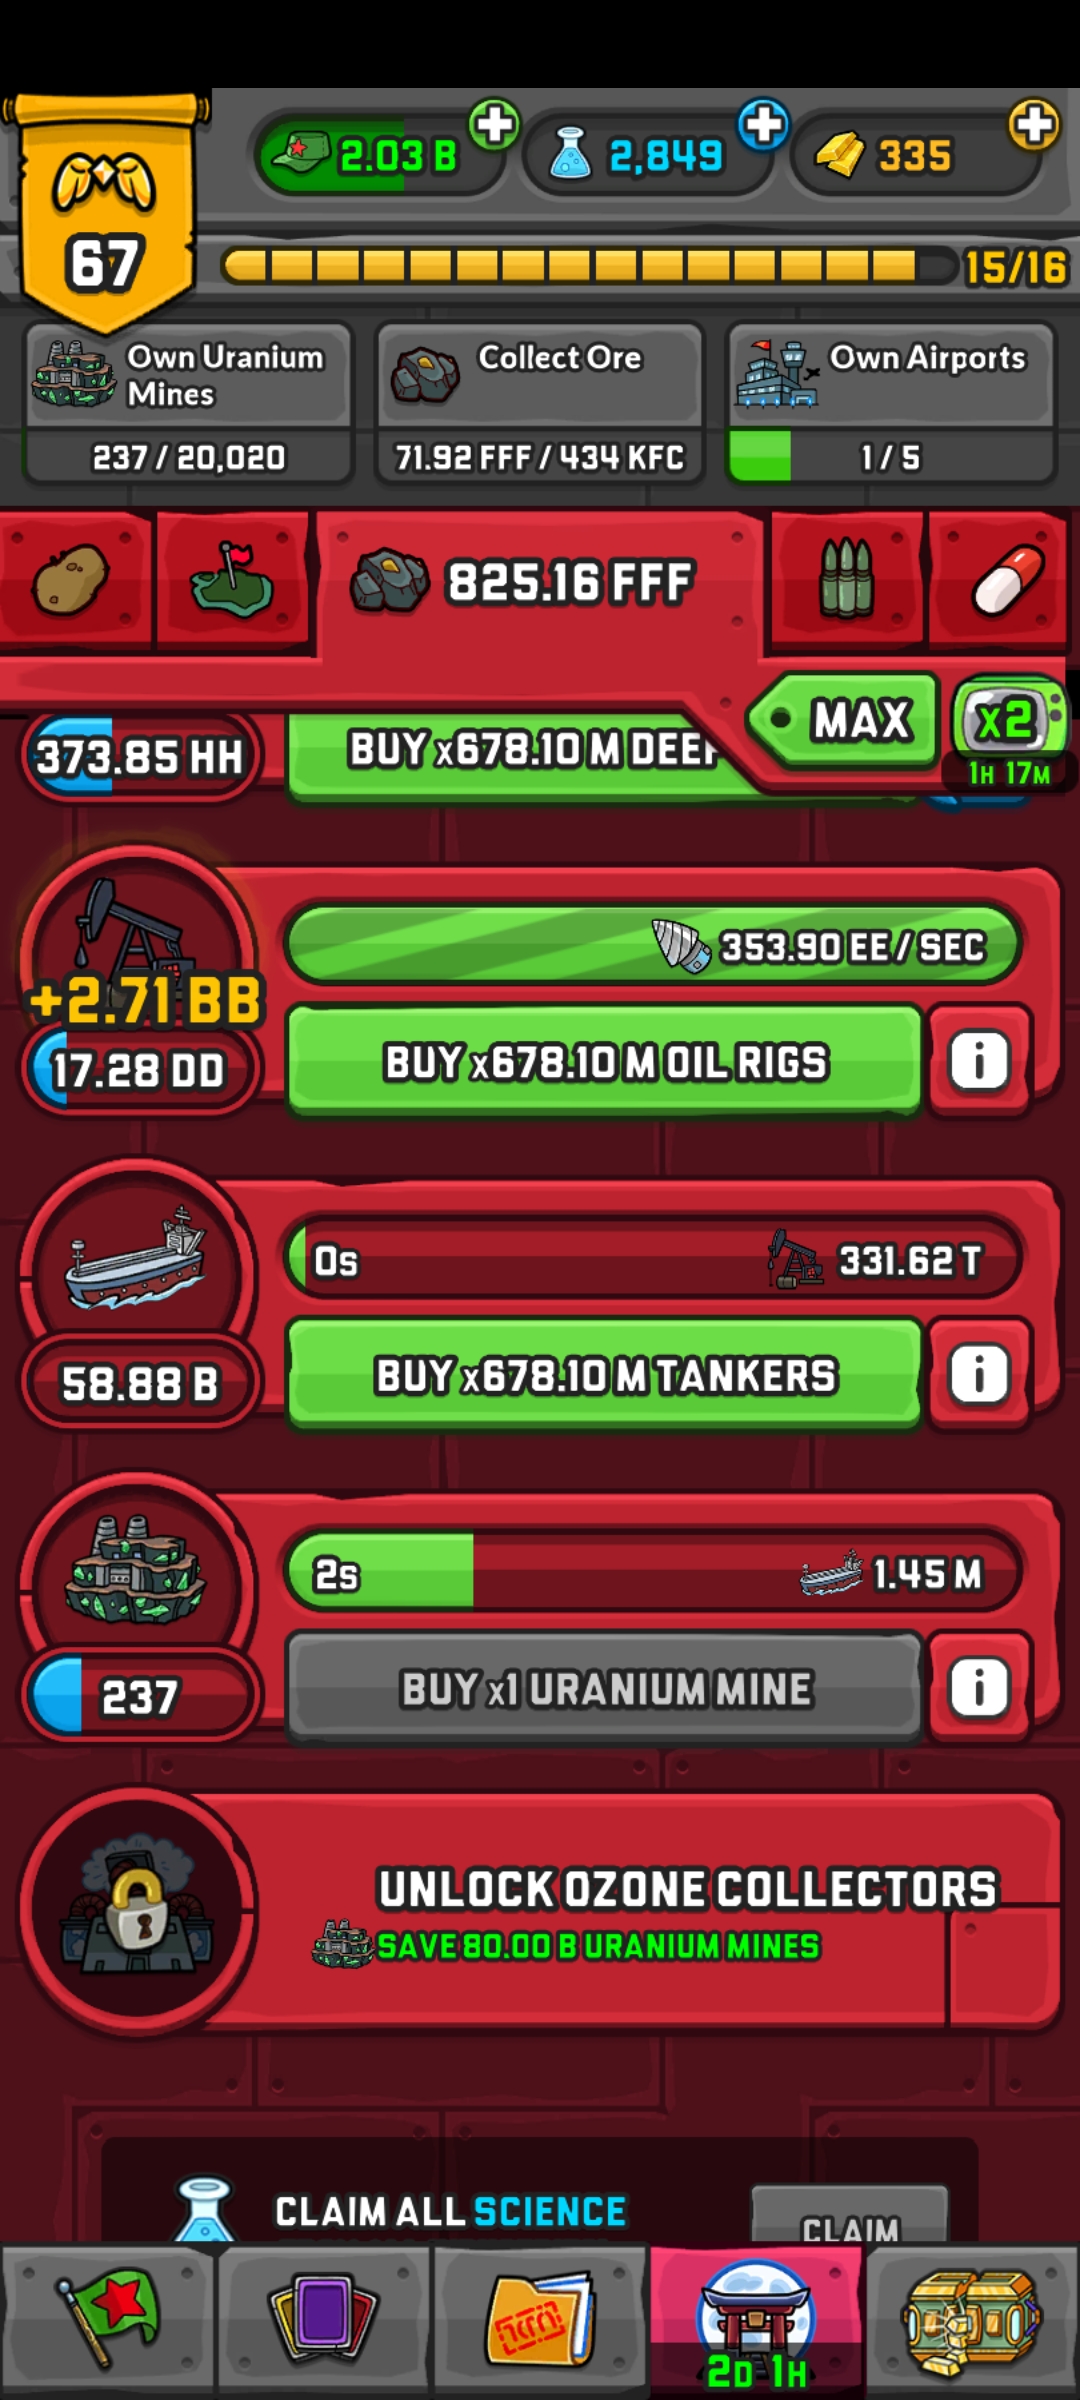 2.03 B
2,849
335
67
15/16
Own Uranium
Mines
237 / 20,020
Collect Ore
71.92 FFF / 434 KFC
Own Airports
1 / 5
825.16 FFF
MAX
x2
1H 17M
373.85 HH
BUY x678.10 M DEEP
353.90 EE / SEC
+2.71 BB
17.28 DD
BUY x678.10 M OIL RIGS
i
0s
331.62 T
58.88 B
BUY x678.10 M TANKERS
i
2s
1.45 M
237
BUY x1 URANIUM MINE
i
UNLOCK OZONE COLLECTORS
SAVE 80.00 B URANIUM MINES
CLAIM ALL SCIENCE
CLAIM
2D 1H